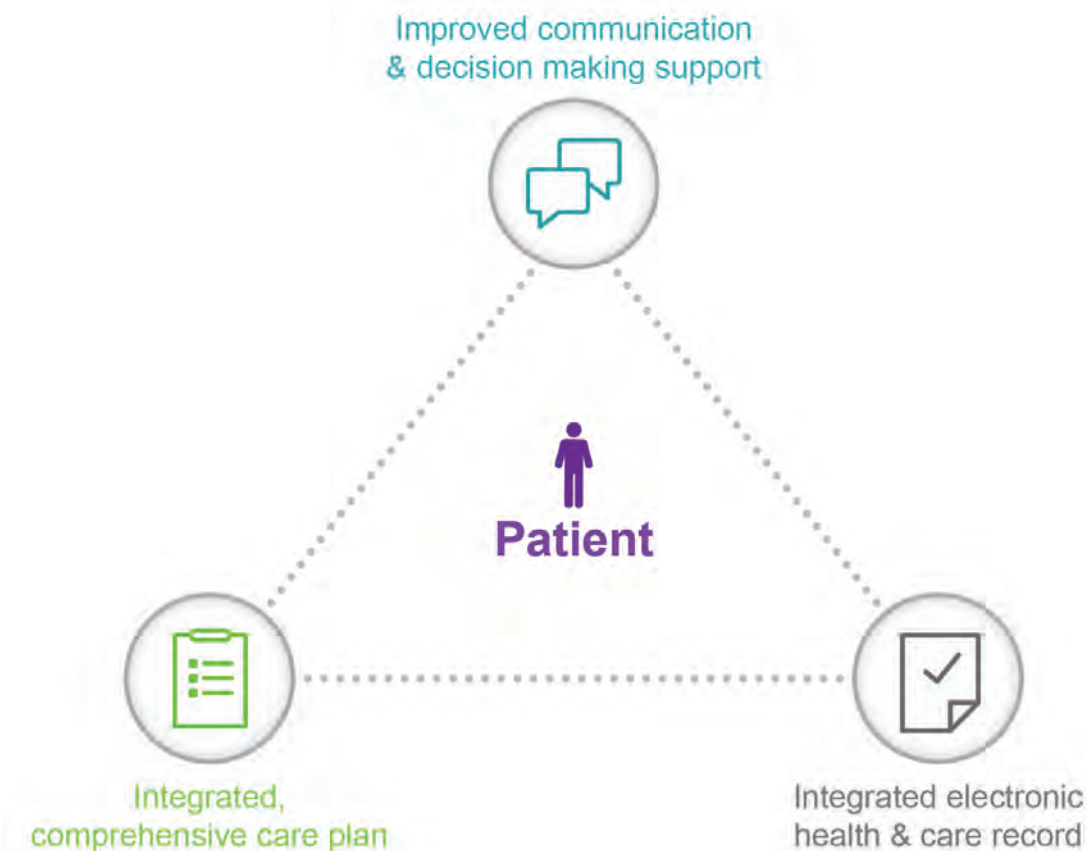 Improved communication
& decision making support
Patient
Integrated,
comprehensive care plan
Integrated electronic
health & care record